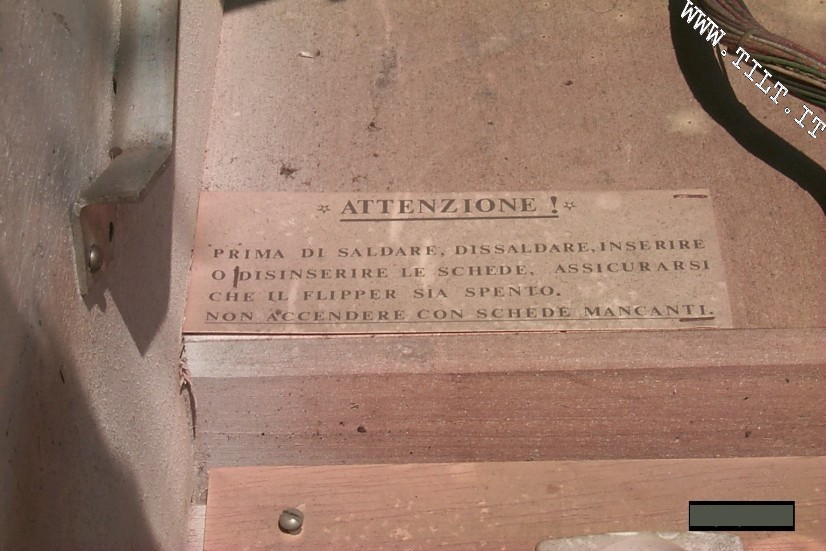 WWW.TILT.IT
☆ ATTENZIONE ! ☆
PRIMA DI SALDARE, DISSALDARE, INSERIRE
O DISINSERIRE LE SCHEDE, ASSICURARSI
CHE IL FLIPPER SIA SPENTO.
NON ACCENDERE CON SCHEDE MANCANTI.